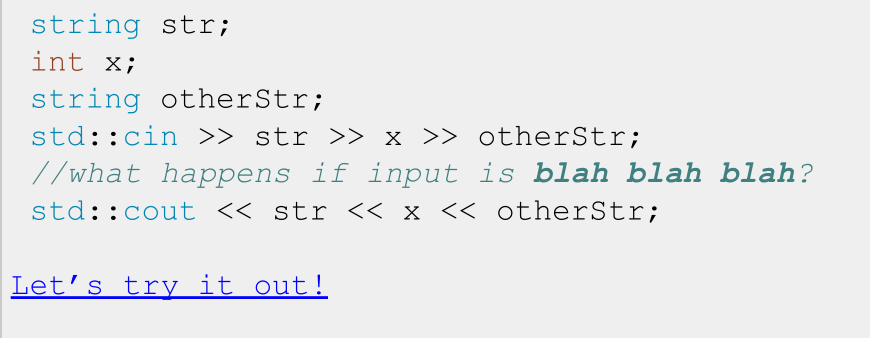 string str;
int x;
string otherStr;
std::cin >> str >> x >> otherStr;
//what happens if input is blah blah blah?
std::cout << str << x << otherStr;
Let’s try it out!